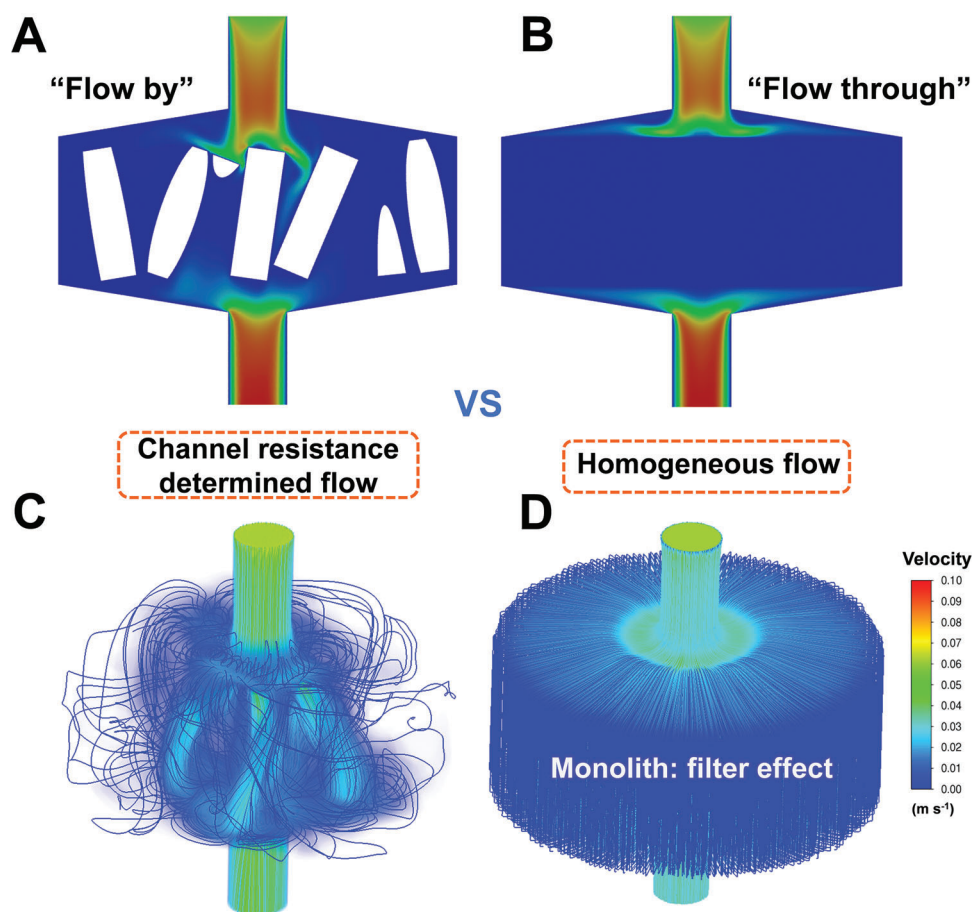 A
B
“Flow by”
“Flow through”
VS
Channel resistance
determined flow
Homogeneous flow
C
D
Velocity
0.10
0.09
0.08
0.07
0.06
0.05
0.04
0.03
0.02
0.01
0.00
(m s⁻¹)
Monolith: filter effect